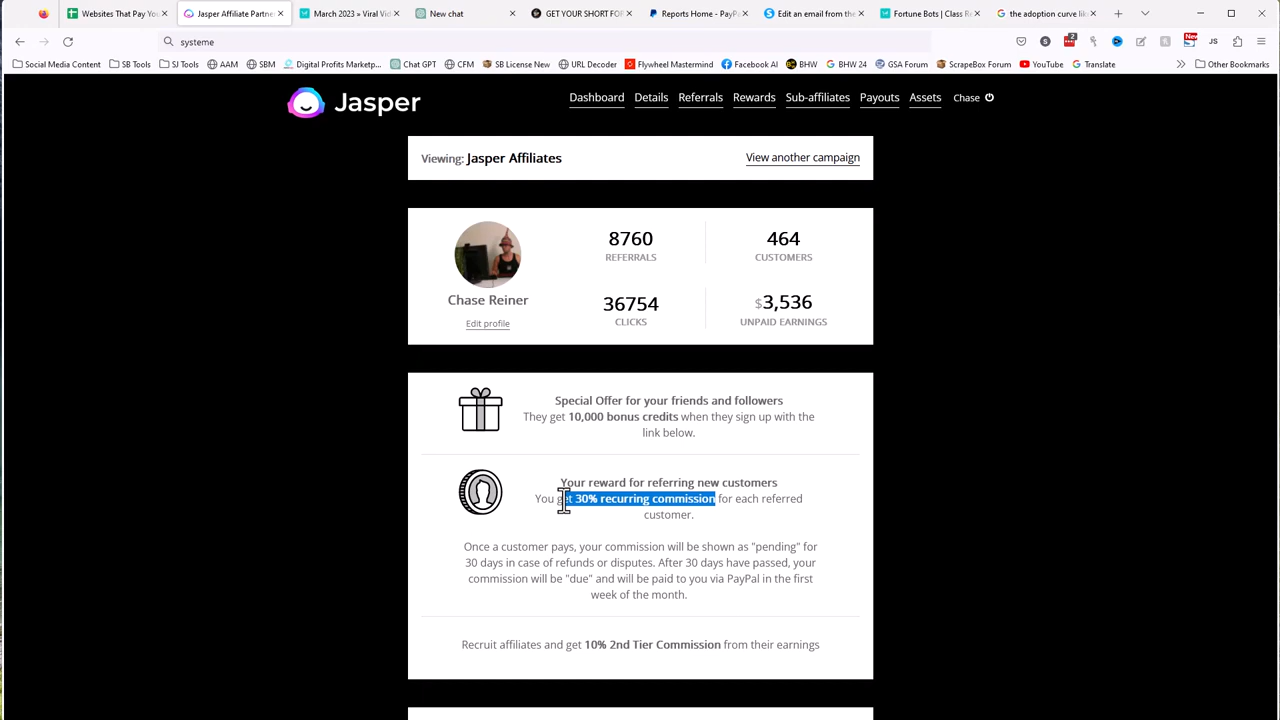 Websites That Pay You
Jasper Affiliate Partne
March 2023 » Viral Vid
New chat
GET YOUR SHORT FOR
Reports Home - PayPa
Edit an email from the
Fortune Bots | Class Re
the adoption curve lik
systeme
2
New
JS
Social Media Content
SB Tools
SJ Tools
AAM
SBM
Digital Profits Marketp...
Chat GPT
CFM
SB License New
URL Decoder
Flywheel Mastermind
Facebook AI
BHW
BHW 24
GSA Forum
ScrapeBox Forum
YouTube
Translate
Other Bookmarks
Jasper
Dashboard
Details
Referrals
Rewards
Sub-affiliates
Payouts
Assets
Chase
Viewing: Jasper Affiliates
View another campaign
8760
REFERRALS
464
CUSTOMERS
Chase Reiner
Edit profile
36754
CLICKS
$3,536
UNPAID EARNINGS
Special Offer for your friends and followers
They get 10,000 bonus credits when they sign up with the
link below.
Your reward for referring new customers
You get 30% recurring commission for each referred
customer.
Once a customer pays, your commission will be shown as "pending" for
30 days in case of refunds or disputes. After 30 days have passed, your
commission will be "due" and will be paid to you via PayPal in the first
week of the month.
Recruit affiliates and get 10% 2nd Tier Commission from their earnings